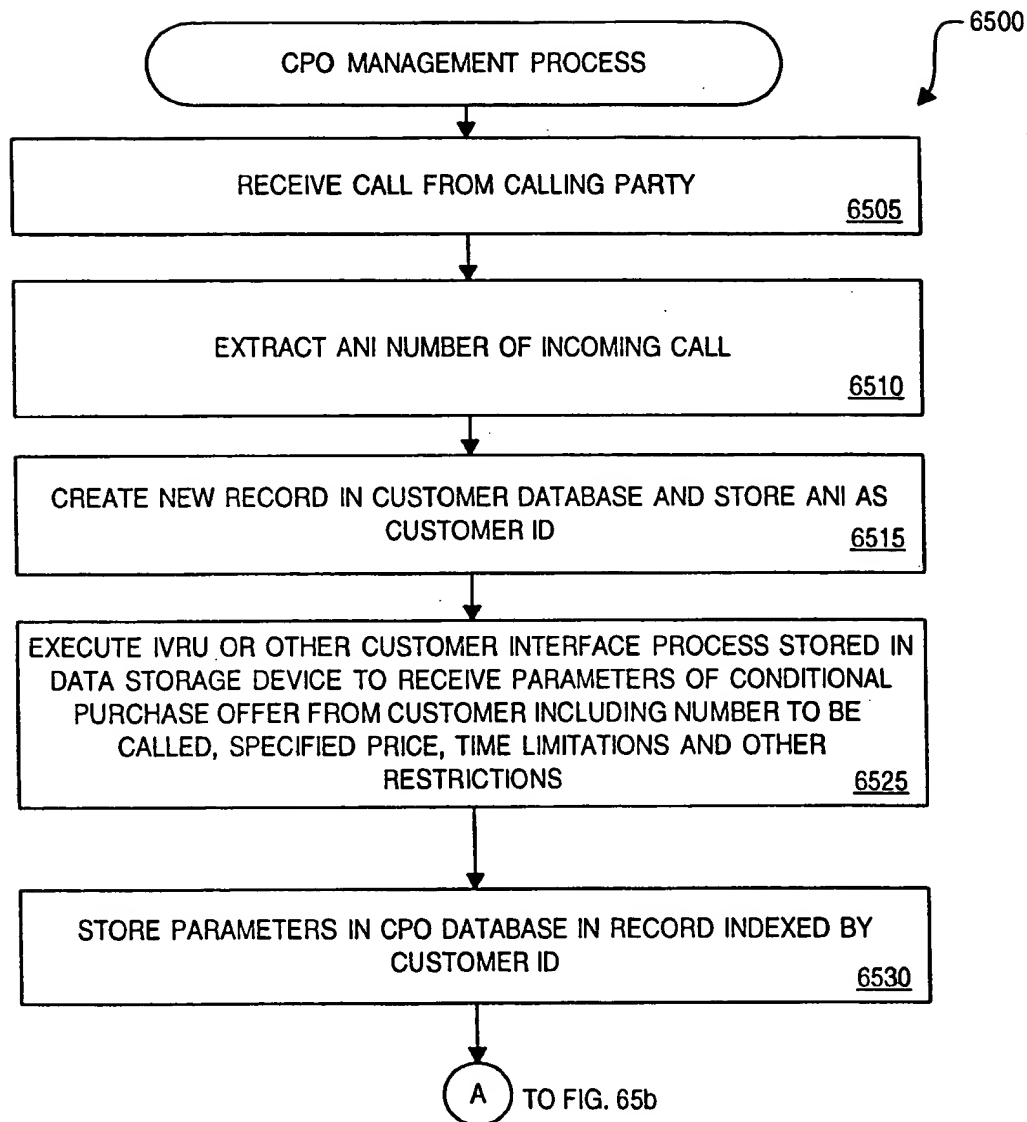 6500
CPO MANAGEMENT PROCESS
RECEIVE CALL FROM CALLING PARTY
6505
EXTRACT ANI NUMBER OF INCOMING CALL
6510
CREATE NEW RECORD IN CUSTOMER DATABASE AND STORE ANI AS
CUSTOMER ID
6515
EXECUTE IVRU OR OTHER CUSTOMER INTERFACE PROCESS STORED IN
DATA STORAGE DEVICE TO RECEIVE PARAMETERS OF CONDITIONAL
PURCHASE OFFER FROM CUSTOMER INCLUDING NUMBER TO BE
CALLED, SPECIFIED PRICE, TIME LIMITATIONS AND OTHER
RESTRICTIONS
6525
STORE PARAMETERS IN CPO DATABASE IN RECORD INDEXED BY
CUSTOMER ID
6530
A TO FIG. 65b